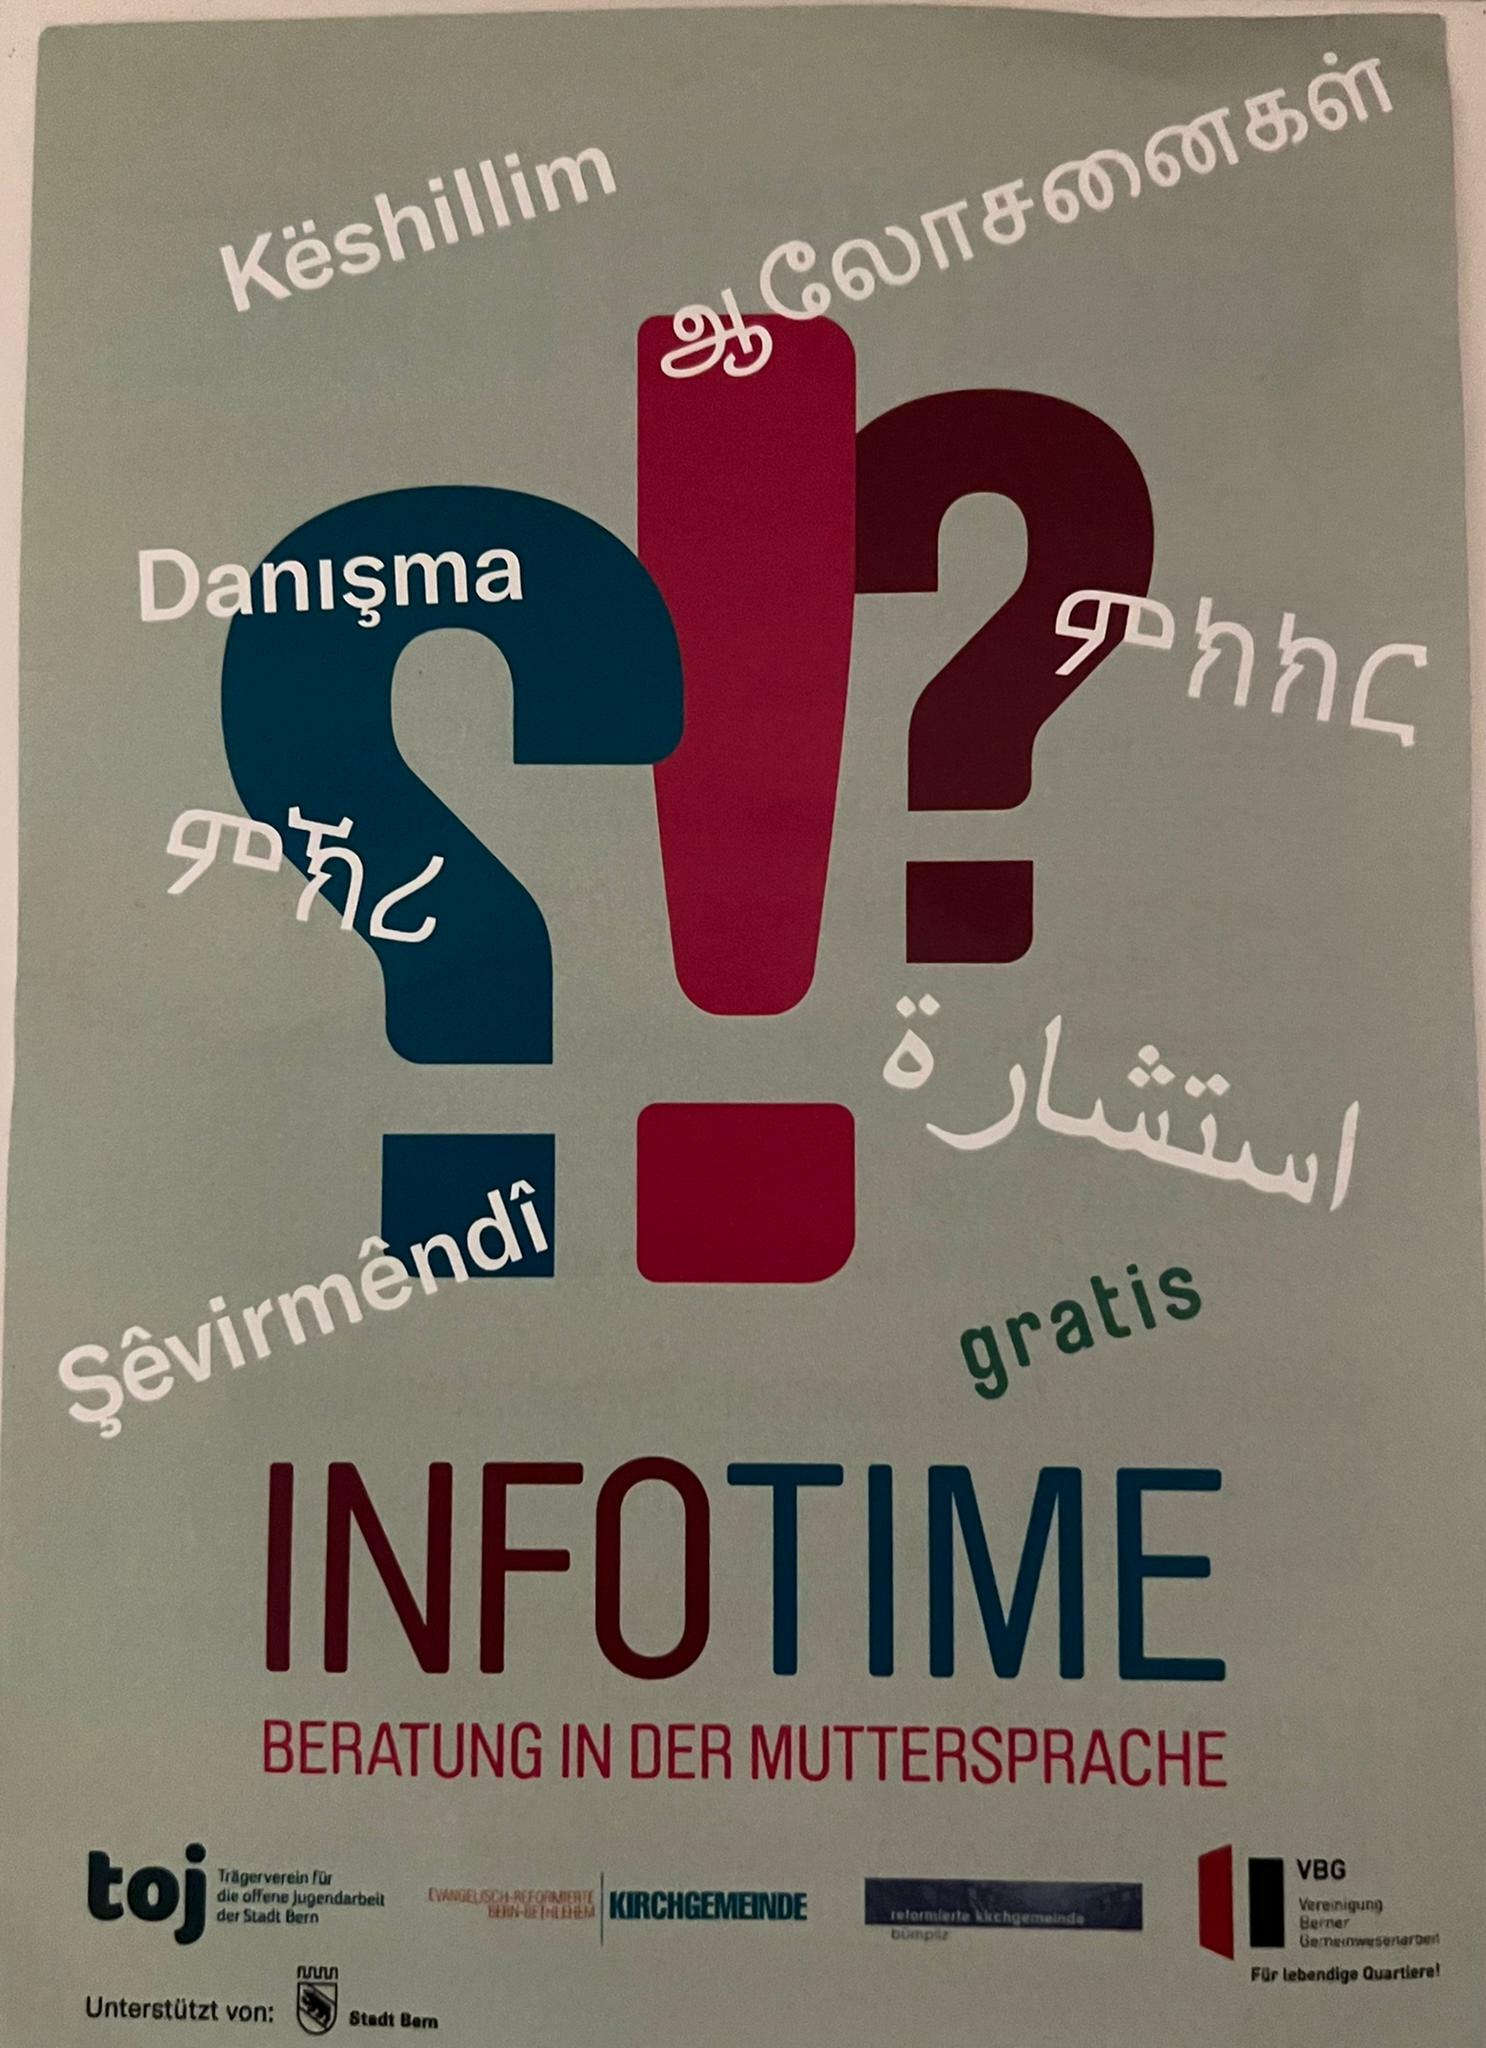 Këshillim
ஆலோசனைகள்
Danışma
ምክክር
ምኽሪ
استشارة
Şêvirmêndî
gratis
INFOTIME
BERATUNG IN DER MUTTERSPRACHE
toj
Trägerverein für
die offene Jugendarbeit
der Stadt Bern
EVANGELISCH-REFORMIERTE
BERN-BETHLEHEM
KIRCHGEMEINDE
reformierte kirchgemeinde
bümpliz
VBG
Vereinigung
Berner
Gemeinwesenarbeit
Für lebendige Quartiere!
Unterstützt von:
Stadt Bern